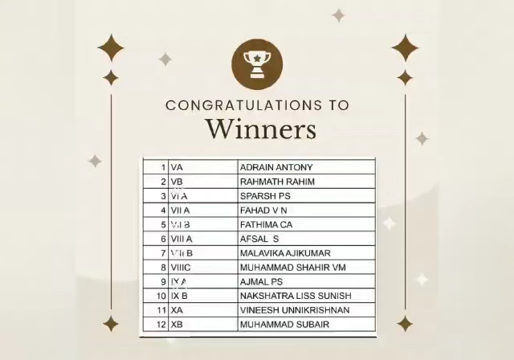 CONGRATULATIONS TO
Winners
1 VA ADRAIN ANTONY
2 VB RAHMATH RAHIM
3 VI A SPARSH PS
4 VII A FAHAD V N
5 FATHIMA CA
6 VIII A AFSAL S
7 MALAVIKA AJIKUMAR
8 VIIIC MUHAMMAD SHAHIR VM
9 IX A AJMAL PS
10 IX B NAKSHATRA LISS SUNISH
11 XA VINEESH UNNIKRISHNAN
12 XB MUHAMMAD SUBAIR